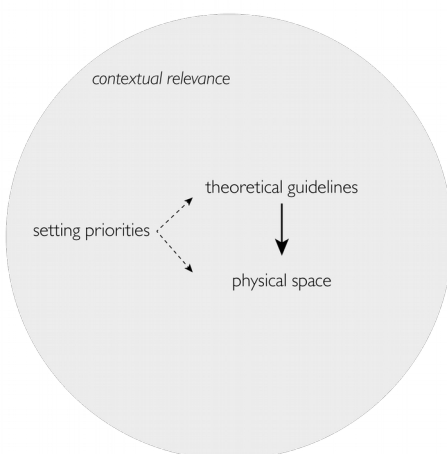 contextual relevance
theoretical guidelines
setting priorities
physical space